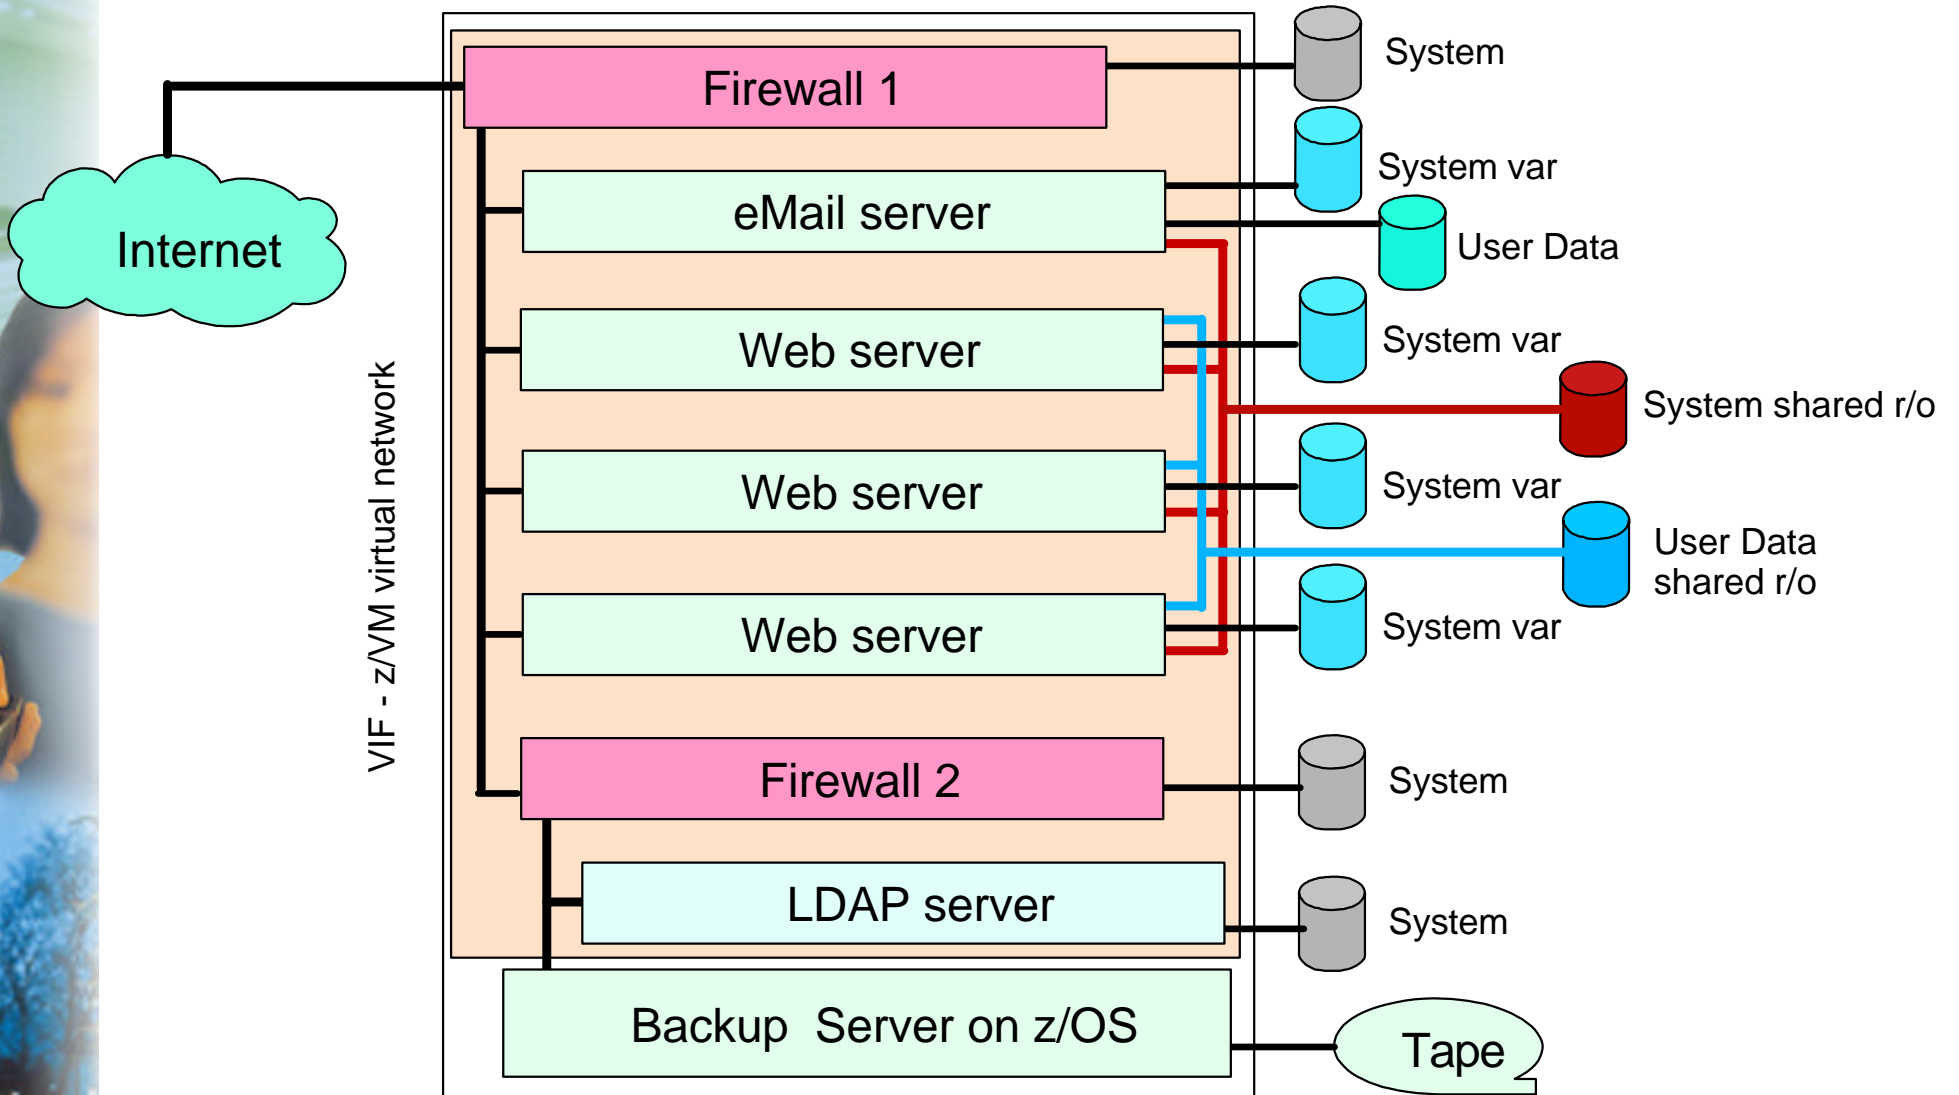 Firewall 1
System
System var
eMail server
User Data
Internet
Web server
System var
System shared r/o
VIF - z/VM virtual network
Web server
System var
User Data
shared r/o
Web server
System var
Firewall 2
System
LDAP server
System
Backup Server on z/OS
Tape